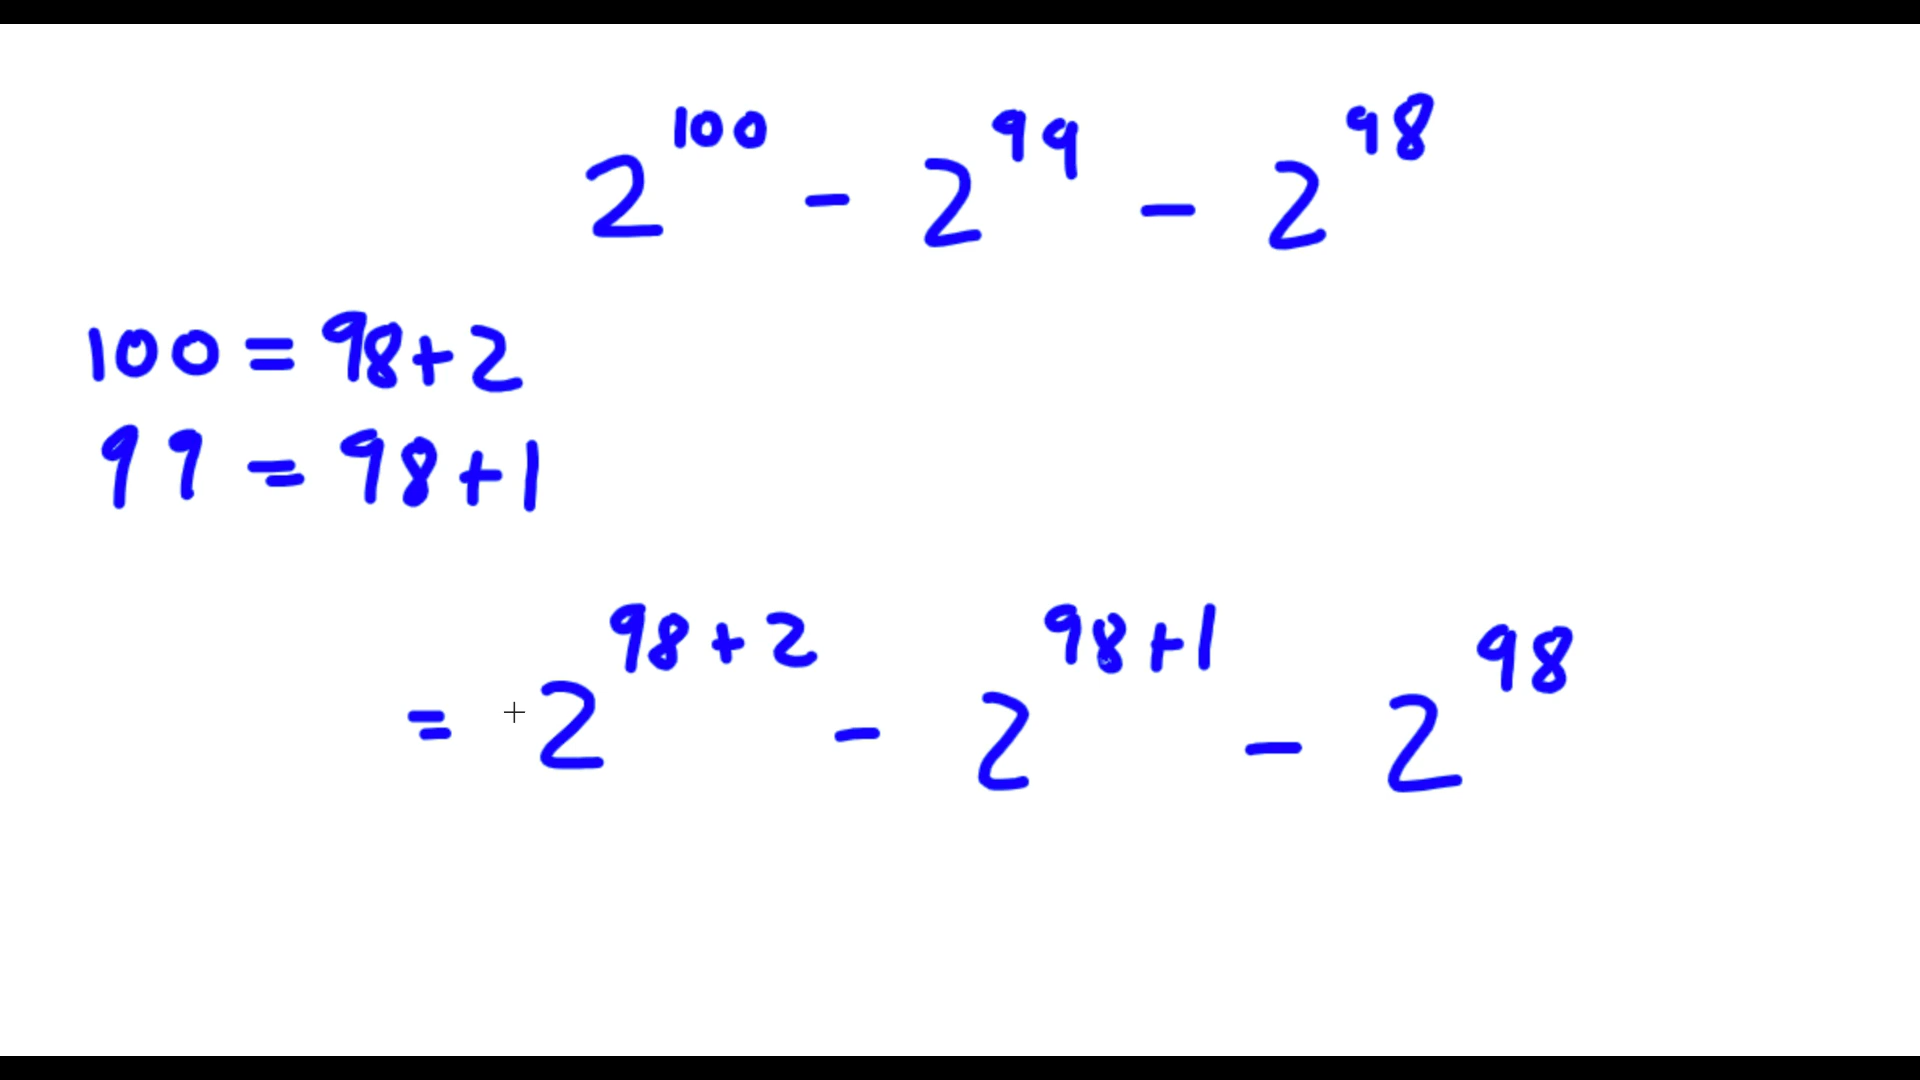 2^100 - 2^99 - 2^98
100 = 98+2
99 = 98+1
= 2^98+2 - 2^98+1 - 2^98